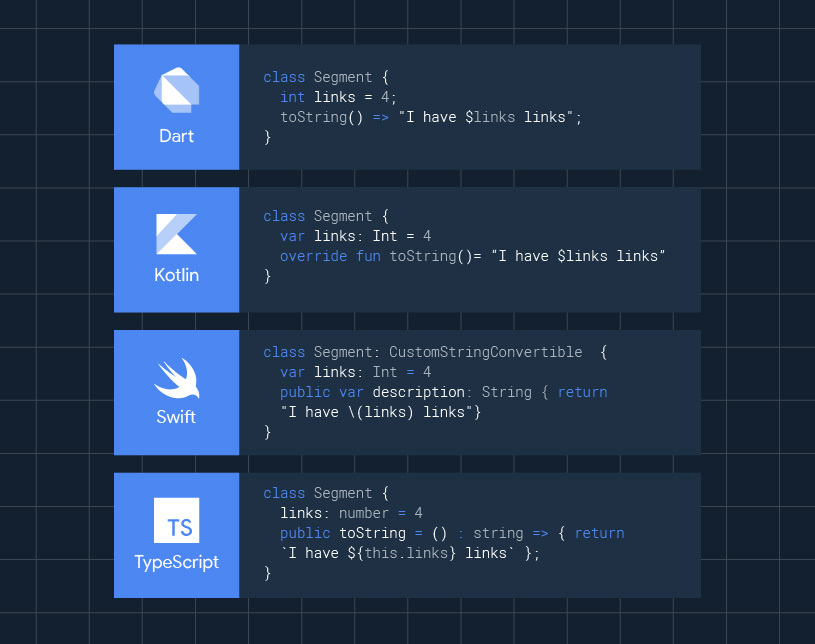 Dart
class Segment {
  int links = 4;
  toString() => "I have $links links";
}
Kotlin
class Segment {
  var links: Int = 4
  override fun toString()= “I have $links links”
}
Swift
class Segment: CustomStringConvertible  {
  var links: Int = 4
  public var description: String { return
  "I have \(links) links"}
}
TS
TypeScript
class Segment {
  links: number = 4
  public toString = () : string => { return
  `I have ${this.links} links` };
}